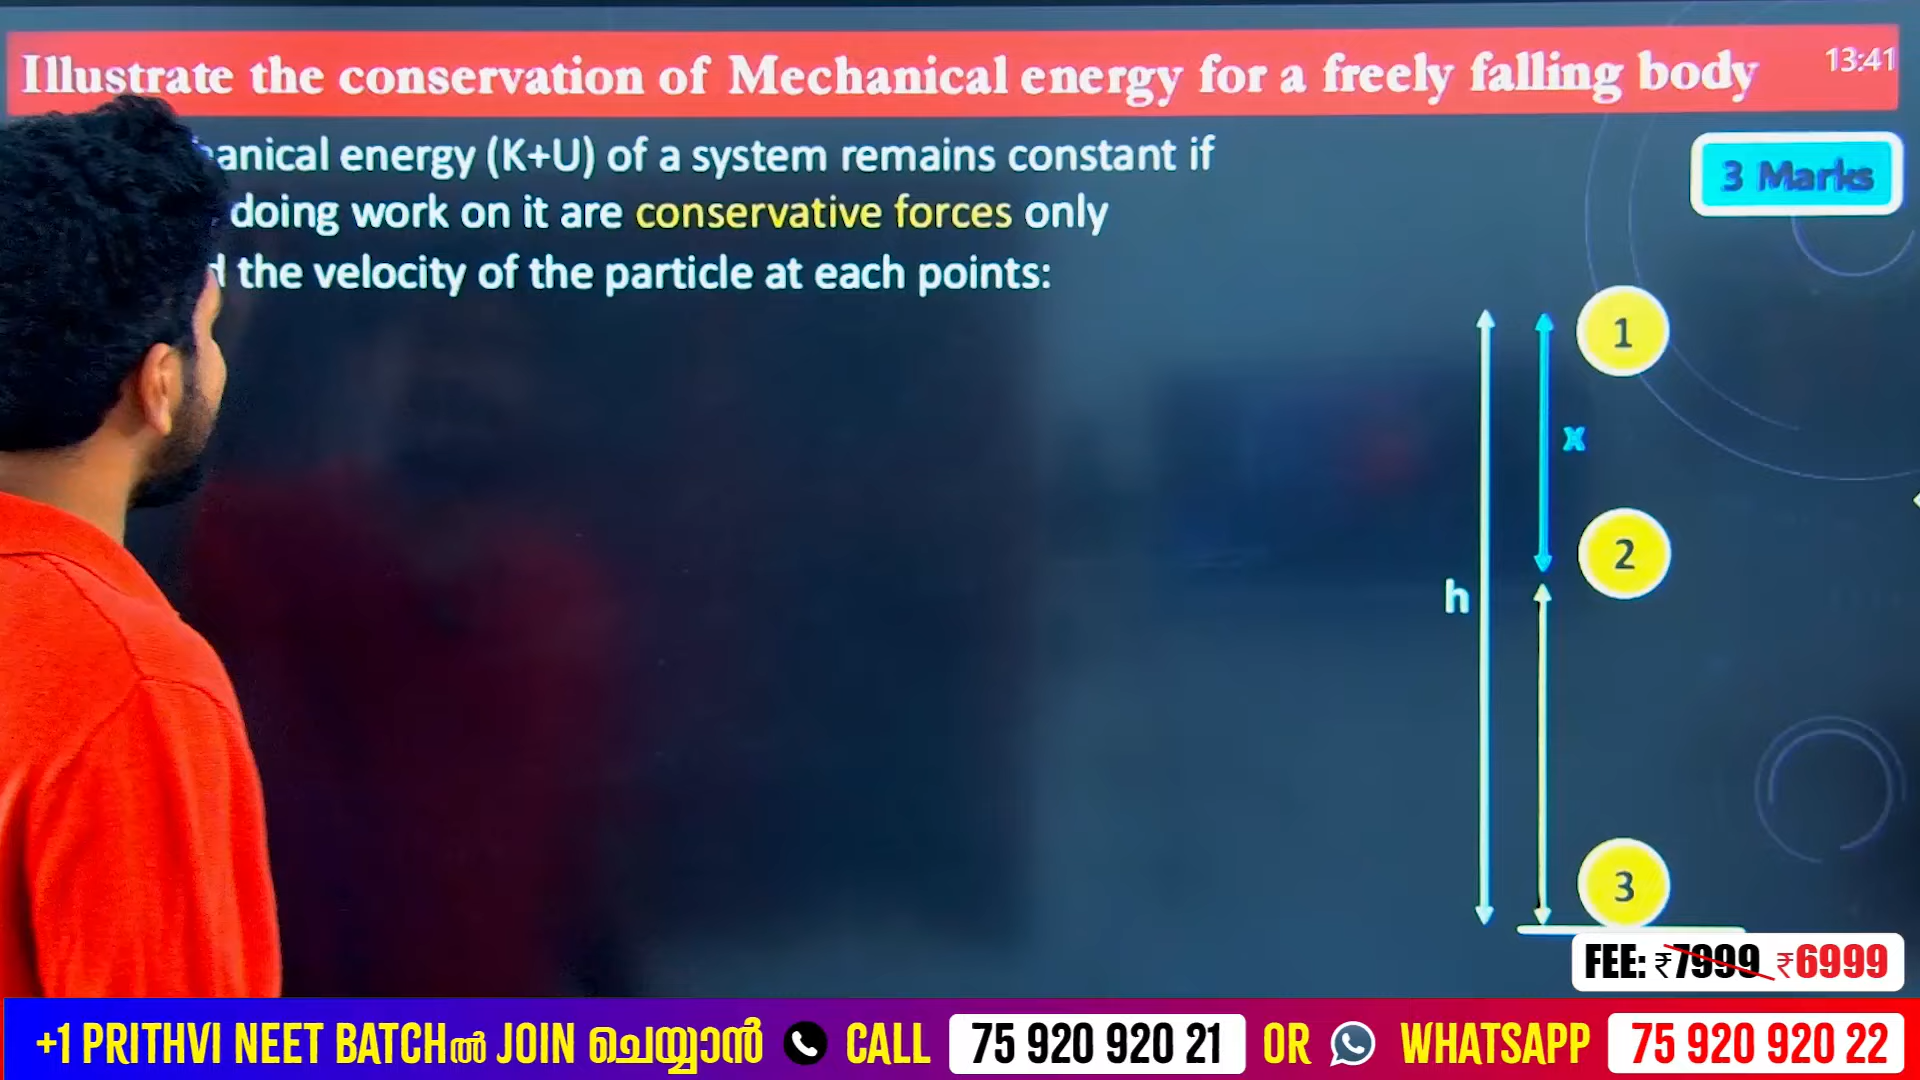 Illustrate the conservation of Mechanical energy for a freely falling body
13:41
energy (K+U) of a system remains constant if
3 Marks
doing work on it are conservative forces only
the velocity of the particle at each points:
1
x
2
h
3
FEE: ₹7999 ₹6999
+1 PRITHVI NEET BATCHൽ JOIN ചെയ്യാൻ CALL 75 920 920 21 OR WHATSAPP 75 920 920 22